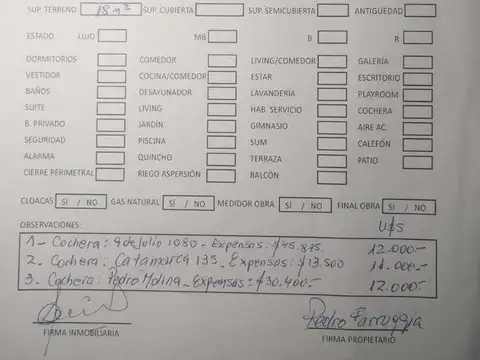 SUP. TERRENO 18 m² SUP. CUBIERTA SUP. SEMICUBIERTA ANTIGÜEDAD
ESTADO LUJO MB B R
DORMITORIOS COMEDOR LIVING/COMEDOR GALERÍA
VESTIDOR COCINA/COMEDOR ESTAR ESCRITORIO
BAÑOS DESAYUNADOR LAVANDERÍA PLAYROOM
SUITE LIVING HAB. SERVICIO COCHERA
B. PRIVADO JARDÍN GIMNASIO AIRE AC.
SEGURIDAD PISCINA SUM CALEFÓN
ALARMA QUINCHO TERRAZA PATIO
CIERRE PERIMETRAL RIEGO ASPERSIÓN BALCÓN
CLOACAS SÍ / NO GAS NATURAL SÍ / NO MEDIDOR OBRA SÍ / NO FINAL OBRA SÍ / NO
OBSERVACIONES: U$S
1 - Cochera: 9 de Julio 1080 - Expensas: $45.875 12.000.-
2. Cochera: Catamarca 135 - Expensas: $13.500 11.000.-
3. Cochera: Pedro Molina - Expensas: $30.400.- 12.000.-
Pedro Farruggia
FIRMA INMOBILIARIA FIRMA PROPIETARIO